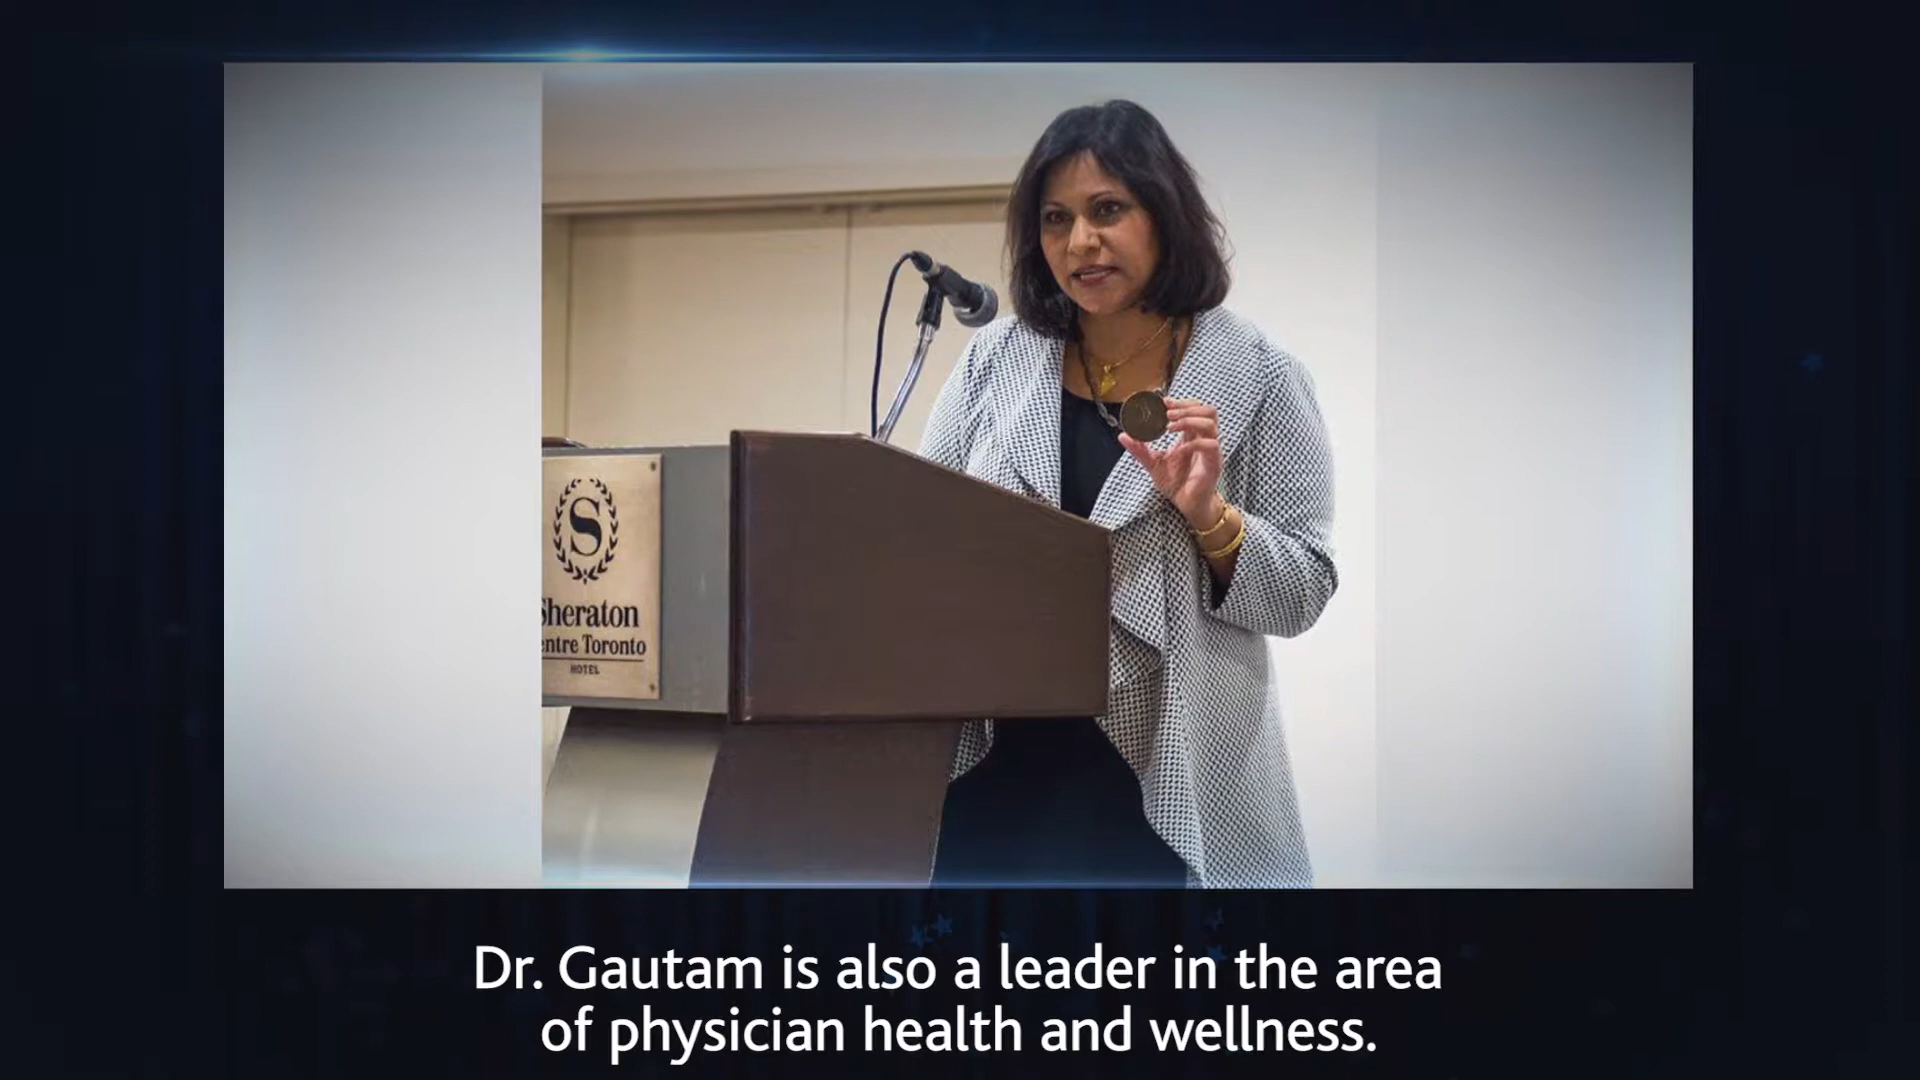 S
Sheraton
entre Toronto
HOTEL
Dr. Gautam is also a leader in the area
of physician health and wellness.